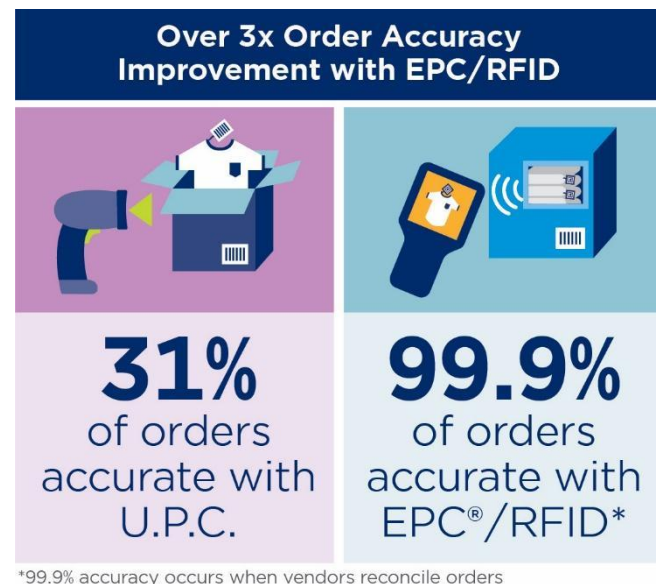 Over 3x Order Accuracy
Improvement with EPC/RFID
31%
of orders
accurate with
U.P.C.
99.9%
of orders
accurate with
EPC®/RFID*
*99.9% accuracy occurs when vendors reconcile orders